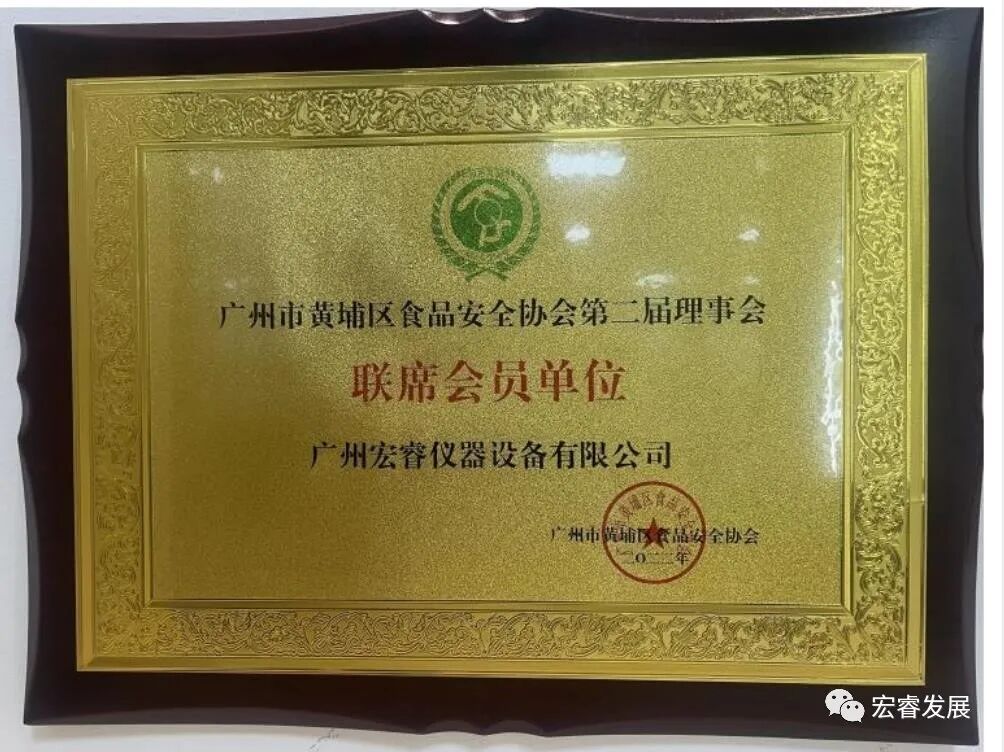 广州市黄埔区食品安全协会第二届理事会
联席会员单位
广州宏睿仪器设备有限公司
广州市黄埔区食品安全协会
二〇二二年
宏睿发展